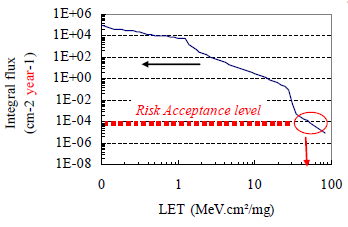 1E+06
1E+04
1E+02
1E+00
1E-02
1E-04
1E-06
1E-08
Integral flux
(cm-2 year-1)
Risk Acceptance level
0 1 10 100
LET (MeV.cm²/mg)